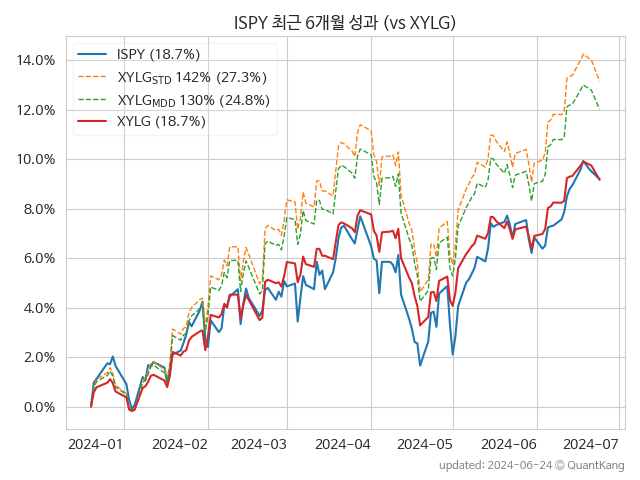 ISPY 최근 6개월 성과 (vs XYLG)
ISPY (18.7%)
XYLG_STD 142% (27.3%)
XYLG_MDD 130% (24.8%)
XYLG (18.7%)
14.0%
12.0%
10.0%
8.0%
6.0%
4.0%
2.0%
0.0%
2024-01 2024-02 2024-03 2024-04 2024-05 2024-06 2024-07
updated: 2024-06-24 © QuantKang